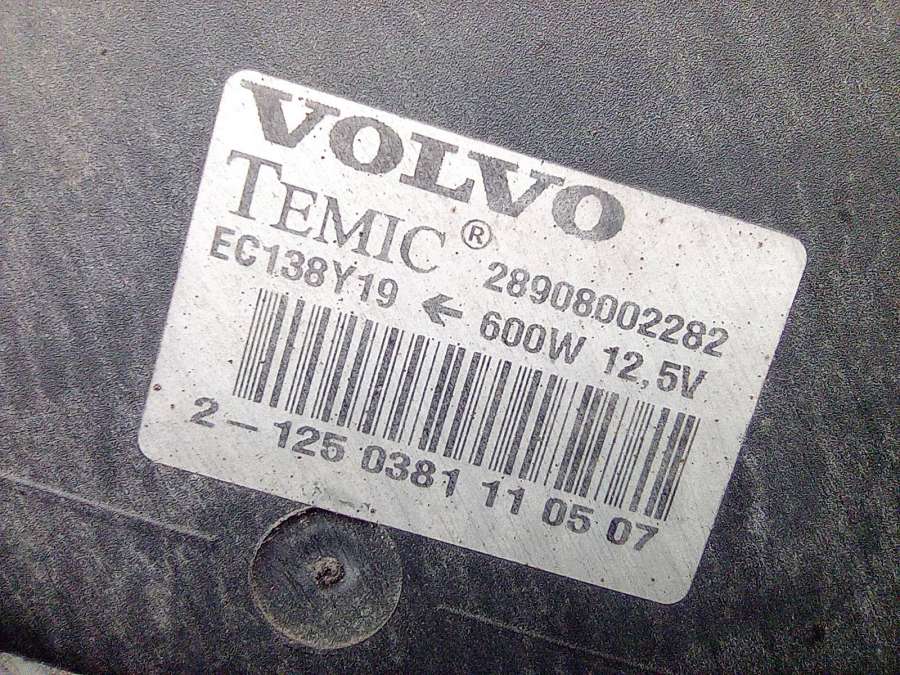 VOLVO
TEMIC® 28908002282
EC138Y19 ← 600W 12,5V
2-125 0381 11 05 07